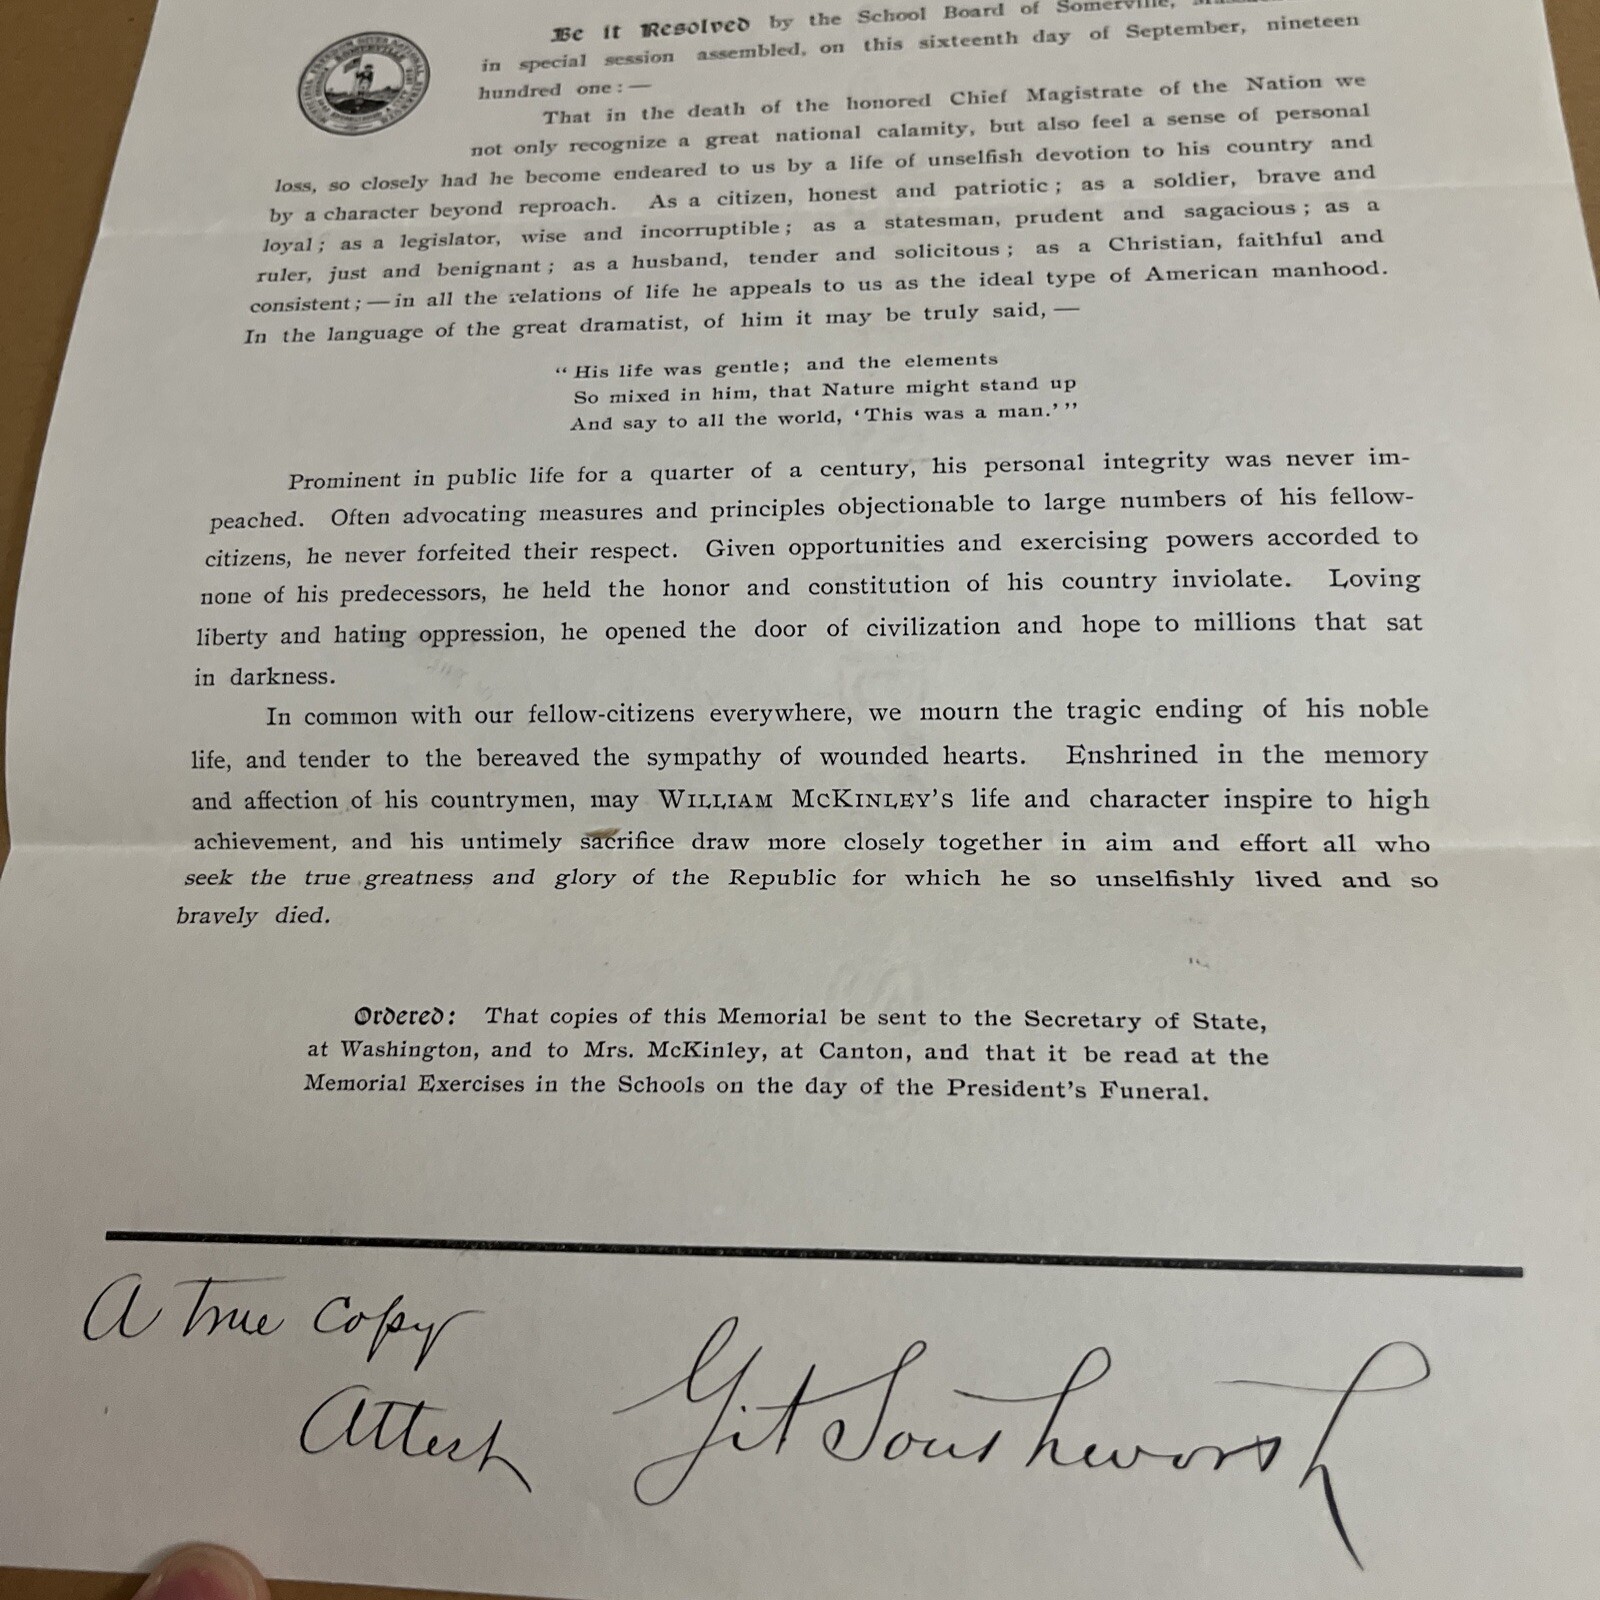 Be it Resolved by the School Board of Somerville,
in special session assembled, on this sixteenth day of September, nineteen
hundred one:—
That in the death of the honored Chief Magistrate of the Nation we
not only recognize a great national calamity, but also feel a sense of personal
loss, so closely had he become endeared to us by a life of unselfish devotion to his country and
by a character beyond reproach. As a citizen, honest and patriotic; as a soldier, brave and
loyal; as a legislator, wise and incorruptible; as a statesman, prudent and sagacious; as a
ruler, just and benignant; as a husband, tender and solicitous; as a Christian, faithful and
consistent;—in all the relations of life he appeals to us as the ideal type of American manhood.
In the language of the great dramatist, of him it may be truly said,—
"His life was gentle; and the elements
So mixed in him, that Nature might stand up
And say to all the world, 'This was a man.'"
Prominent in public life for a quarter of a century, his personal integrity was never im-
peached. Often advocating measures and principles objectionable to large numbers of his fellow-
citizens, he never forfeited their respect. Given opportunities and exercising powers accorded to
none of his predecessors, he held the honor and constitution of his country inviolate. Loving
liberty and hating oppression, he opened the door of civilization and hope to millions that sat
in darkness.
In common with our fellow-citizens everywhere, we mourn the tragic ending of his noble
life, and tender to the bereaved the sympathy of wounded hearts. Enshrined in the memory
and affection of his countrymen, may WILLIAM MCKINLEY'S life and character inspire to high
achievement, and his untimely sacrifice draw more closely together in aim and effort all who
seek the true greatness and glory of the Republic for which he so unselfishly lived and so
bravely died.
Ordered: That copies of this Memorial be sent to the Secretary of State,
at Washington, and to Mrs. McKinley, at Canton, and that it be read at the
Memorial Exercises in the Schools on the day of the President's Funeral.
A True Copy
Attest Southworth